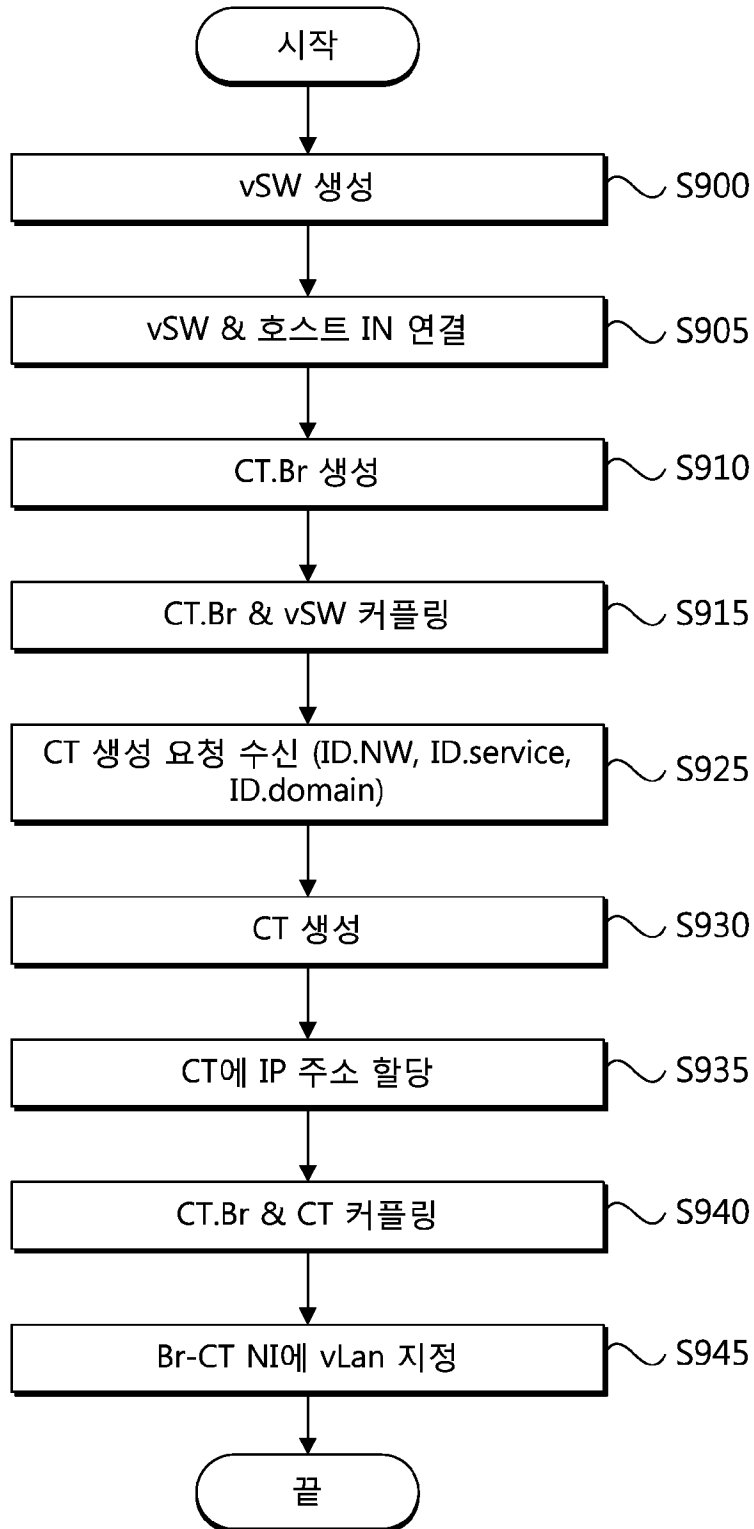 시작
vSW 생성
S900
vSW & 호스트 IN 연결
S905
CT.Br 생성
S910
CT.Br & vSW 커플링
S915
CT 생성 요청 수신 (ID.NW, ID.service,
ID.domain)
S925
CT 생성
S930
CT에 IP 주소 할당
S935
CT.Br & CT 커플링
S940
Br-CT NI에 vLan 지정
S945
끝